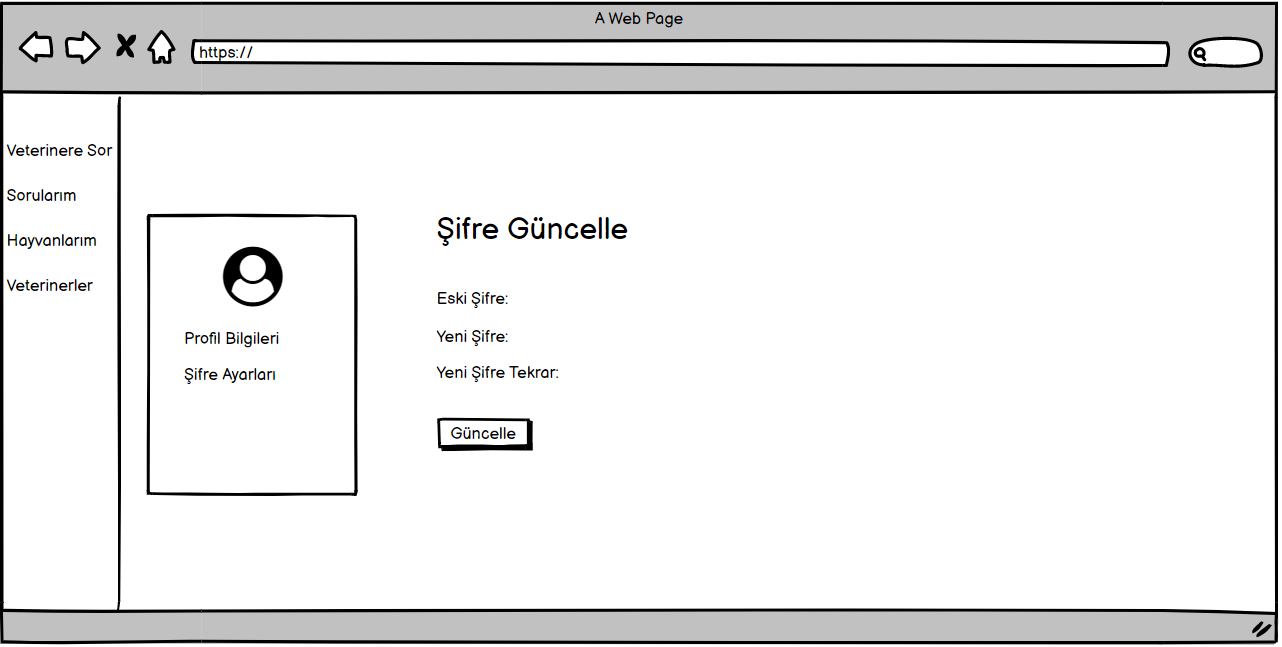 A Web Page
https://
Veterinere Sor
Sorularım
Hayvanlarım
Veterinerler
Profil Bilgileri
Şifre Ayarları
Şifre Güncelle
Eski Şifre:
Yeni Şifre:
Yeni Şifre Tekrar:
Güncelle